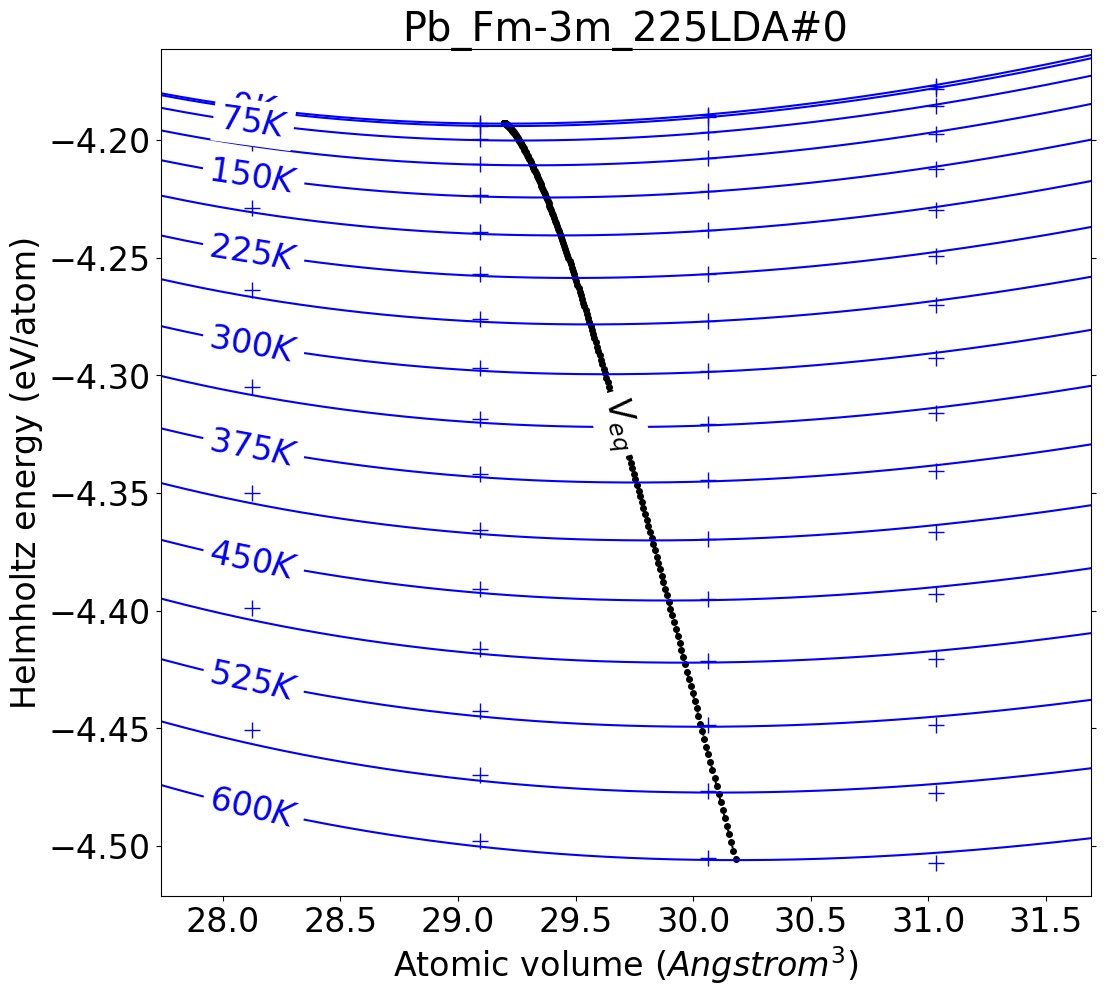 Pb_Fm-3m_225LDA#0
Helmholtz energy (eV/atom)
−4.20
−4.25
−4.30
−4.35
−4.40
−4.45
−4.50
0K
75K
150K
225K
300K
375K
450K
525K
600K
V_eq
28.0 28.5 29.0 29.5 30.0 30.5 31.0 31.5
Atomic volume (Angstrom³)